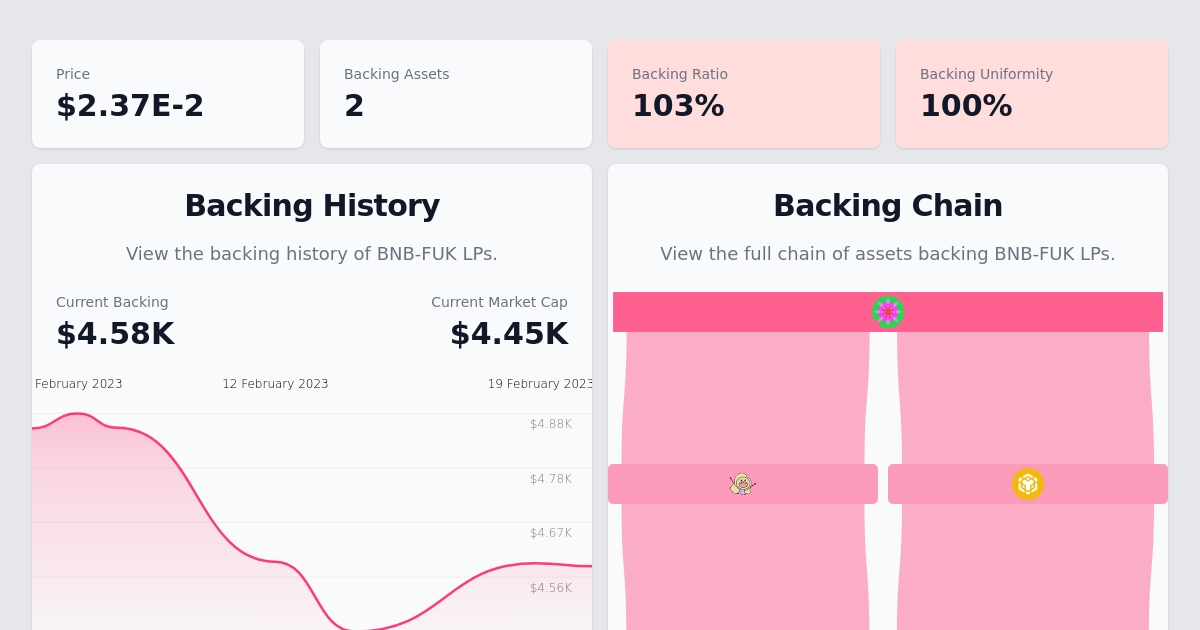 Price
$2.37E-2
Backing Assets
2
Backing Ratio
103%
Backing Uniformity
100%
Backing History
View the backing history of BNB-FUK LPs.
Current Backing
$4.58K
Current Market Cap
$4.45K
February 2023
12 February 2023
19 February 2023
$4.88K
$4.78K
$4.67K
$4.56K
Backing Chain
View the full chain of assets backing BNB-FUK LPs.